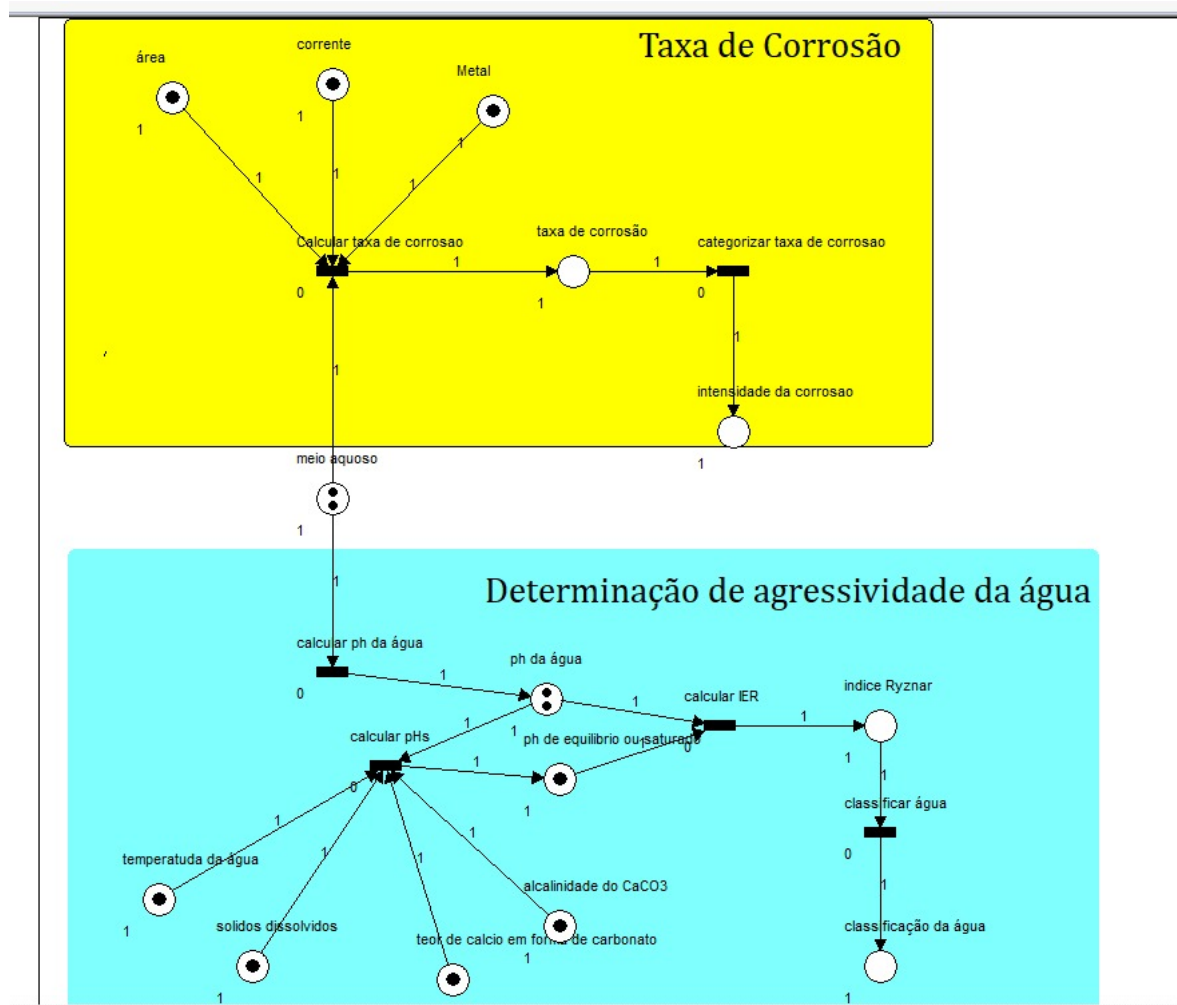 Taxa de Corrosão
corrente
área
Metal
1
1
1
1
1
1
1
Calcular taxa de corrosao
taxa de corrosão
categorizar taxa de corrosao
1
1
0
1
0
1
1
intensidade da corrosao
meio aquoso
1
1
Determinação de agressividade da água
1
calcular ph da água
ph da água
0
1
indice Ryznar
calcular IER
1
1
1
1
calcular pHs
ph de equilibrio ou saturado
1
0
1
1
1
0
1
classificar água
1
1
1
1
1
0
temperatuda da água
1
alcalinidade do CaCO3
1
solidos dissolvidos
teor de calcio em forma de carbonato
classificação da água
1
1
1